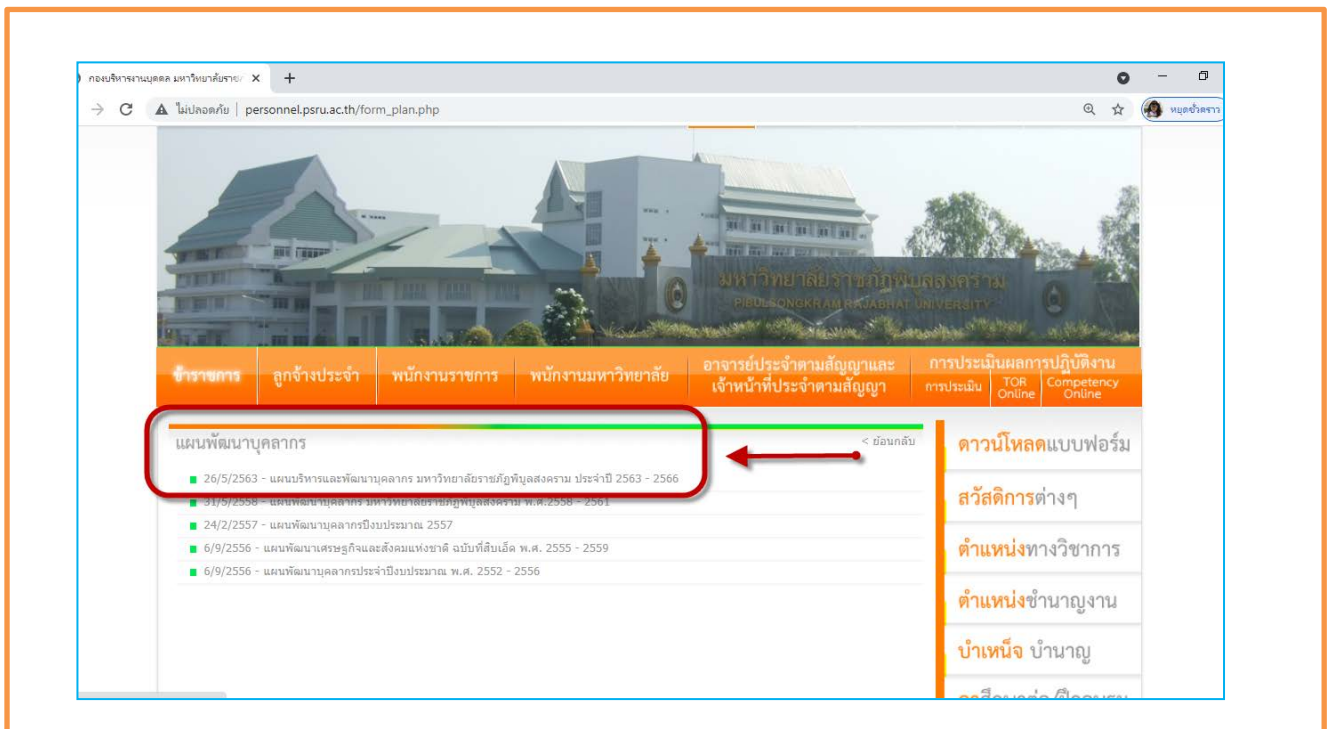 กองบริหารงานบุคคล มหาวิทยาลัยราช
ไม่ปลอดภัย | personnel.psru.ac.th/form_plan.php
หยุดชั่วคราว
มหาวิทยาลัยราชภัฏพิบูลสงคราม
PIBULSONGKRAM RAJABHAT UNIVERSITY
ข้าราชการ
ลูกจ้างประจำ
พนักงานราชการ
พนักงานมหาวิทยาลัย
อาจารย์ประจำตามสัญญาและ
เจ้าหน้าที่ประจำตามสัญญา
การประเมินผลการปฏิบัติงาน
การประเมิน
TOR
Online
Competency
Online
แผนพัฒนาบุคลากร
< ย้อนกลับ
26/5/2563 - แผนบริหารและพัฒนาบุคลากร มหาวิทยาลัยราชภัฏพิบูลสงคราม ประจำปี 2563 - 2566
31/5/2558 - แผนพัฒนาบุคลากร มหาวิทยาลัยราชภัฏพิบูลสงคราม พ.ศ.2558 - 2561
24/2/2557 - แผนพัฒนาบุคลากรปีงบประมาณ 2557
6/9/2556 - แผนพัฒนาเศรษฐกิจและสังคมแห่งชาติ ฉบับที่สิบเอ็ด พ.ศ. 2555 - 2559
6/9/2556 - แผนพัฒนาบุคลากรประจำปีงบประมาณ พ.ศ. 2552 - 2556
ดาวน์โหลดแบบฟอร์ม
สวัสดิการต่างๆ
ตำแหน่งทางวิชาการ
ตำแหน่งชำนาญงาน
บำเหน็จ บำนาญ